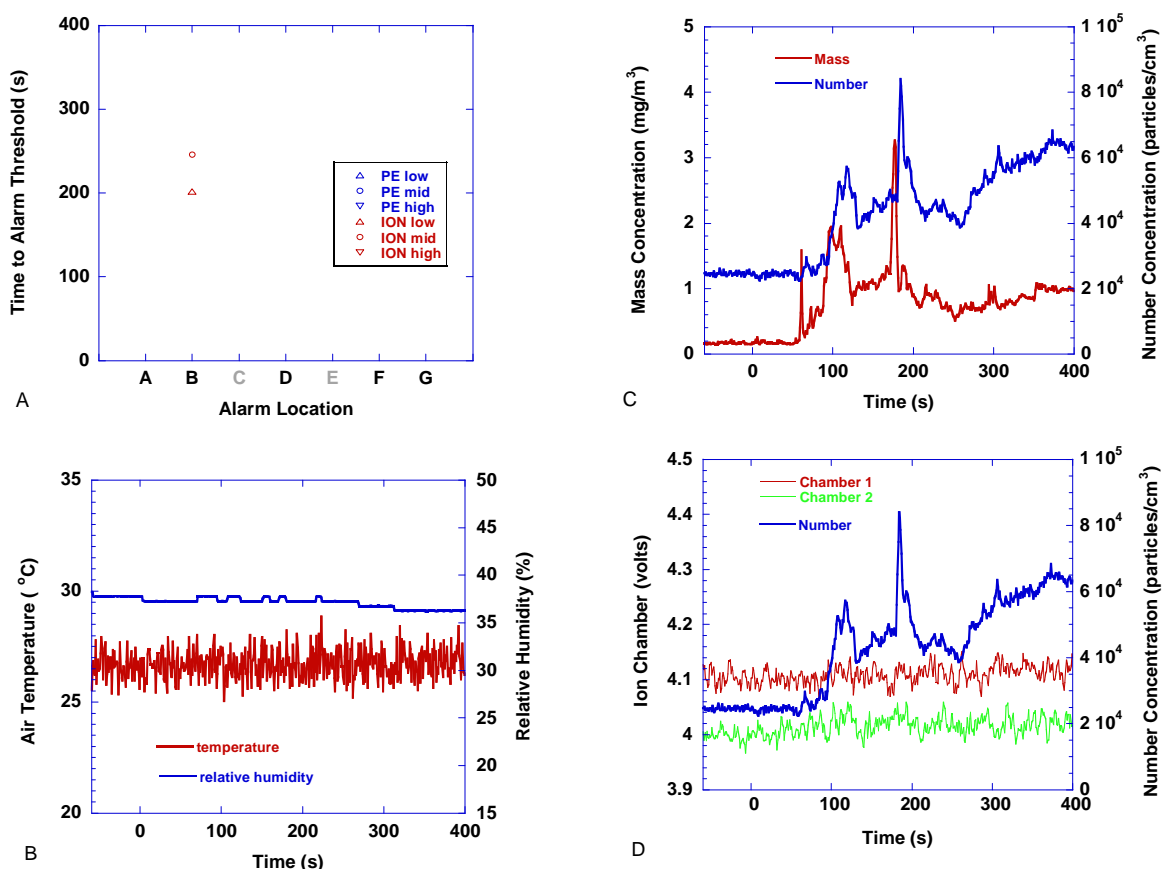 400
300
200
100
0
Time to Alarm Threshold (s)
PE low
PE mid
PE high
ION low
ION mid
ION high
A B C D E F G
Alarm Location
A
5
4
3
2
1
0
Mass Concentration (mg/m³)
Mass
Number
1 10⁵
8 10⁴
6 10⁴
4 10⁴
2 10⁴
0
Number Concentration (particles/cm³)
0 100 200 300 400
Time (s)
C
35
30
25
20
Air Temperature ( °C)
temperature
relative humidity
50
45
40
35
30
25
20
15
Relative Humidity (%)
0 100 200 300 400
Time (s)
B
4.5
4.4
4.3
4.2
4.1
4
3.9
Ion Chamber (volts)
Chamber 1
Chamber 2
Number
1 10⁵
8 10⁴
6 10⁴
4 10⁴
2 10⁴
0
Number Concentration (particles/cm³)
0 100 200 300 400
Time (s)
D